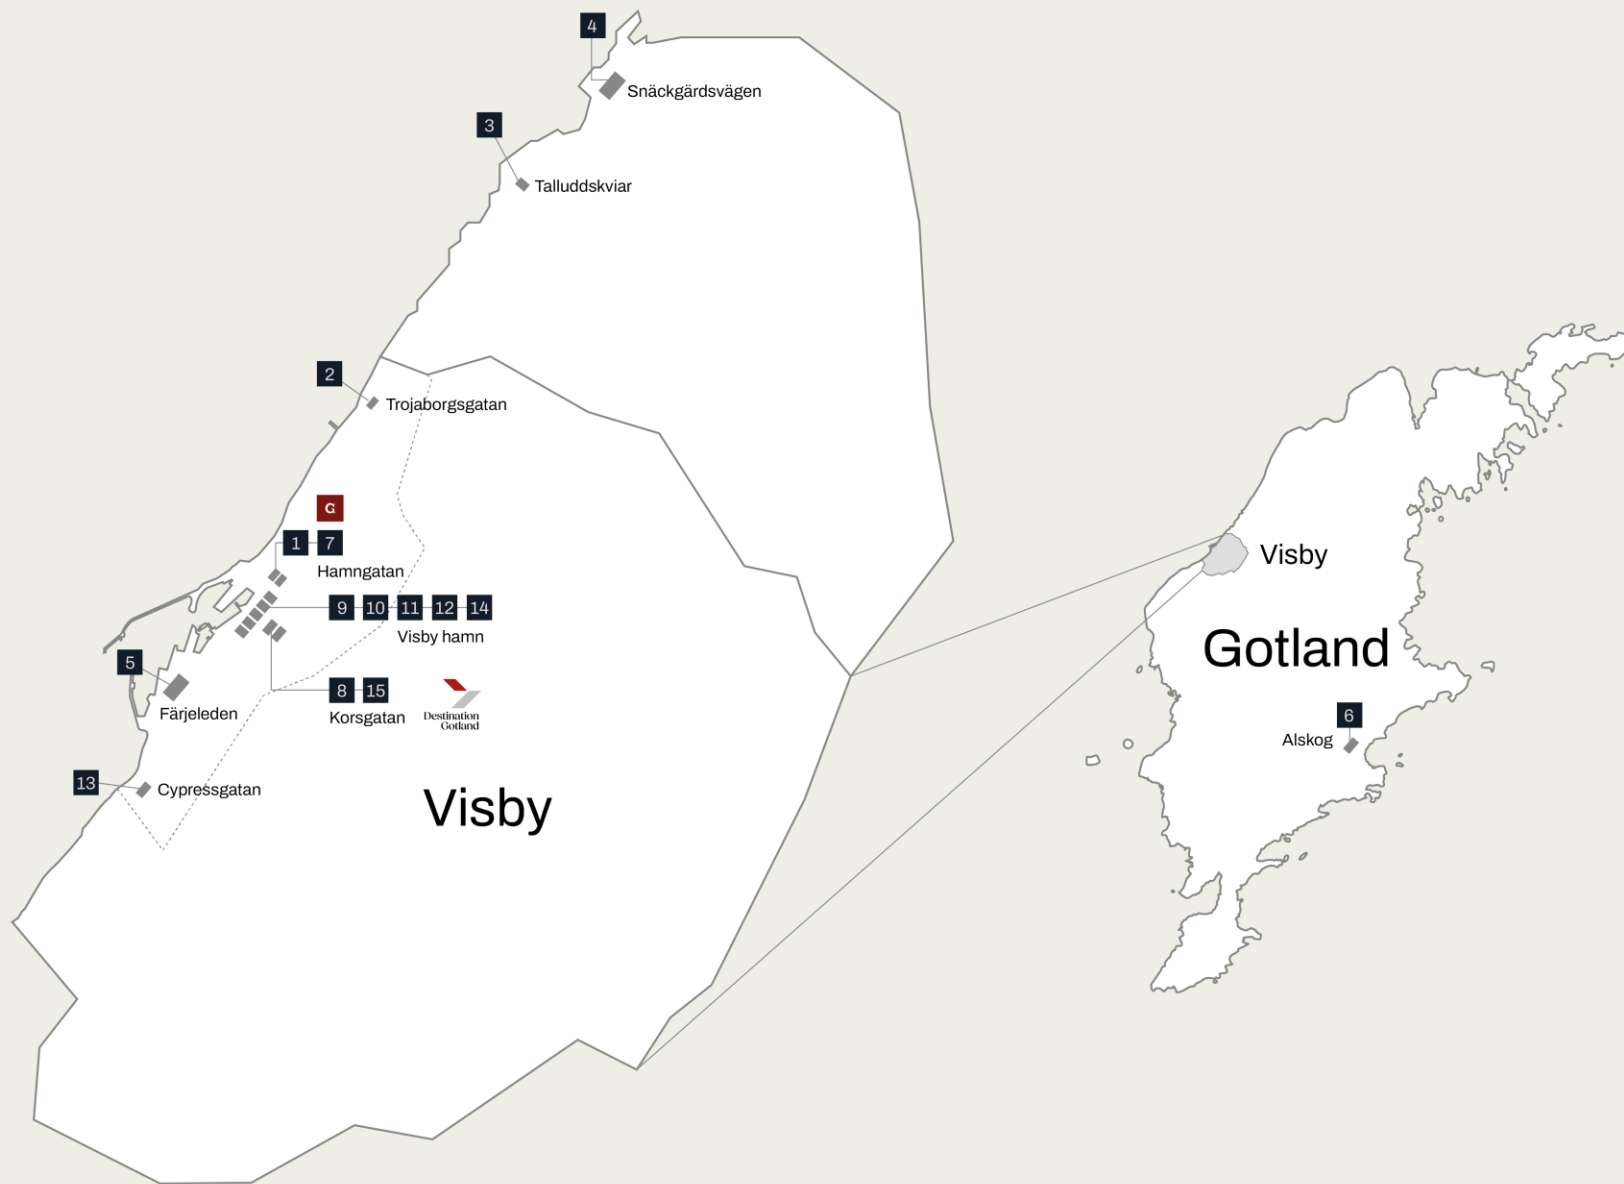 4
Snäckgärdsvägen
3
Talluddskviar
2
Trojaborgsgatan
G
1 7
Hamngatan
9 10 11 12 14
Visby hamn
5
Färjeleden
8 15
Korsgatan
Destination
Gotland
13
Cypressgatan
Visby
Visby
Gotland
6
Alskog